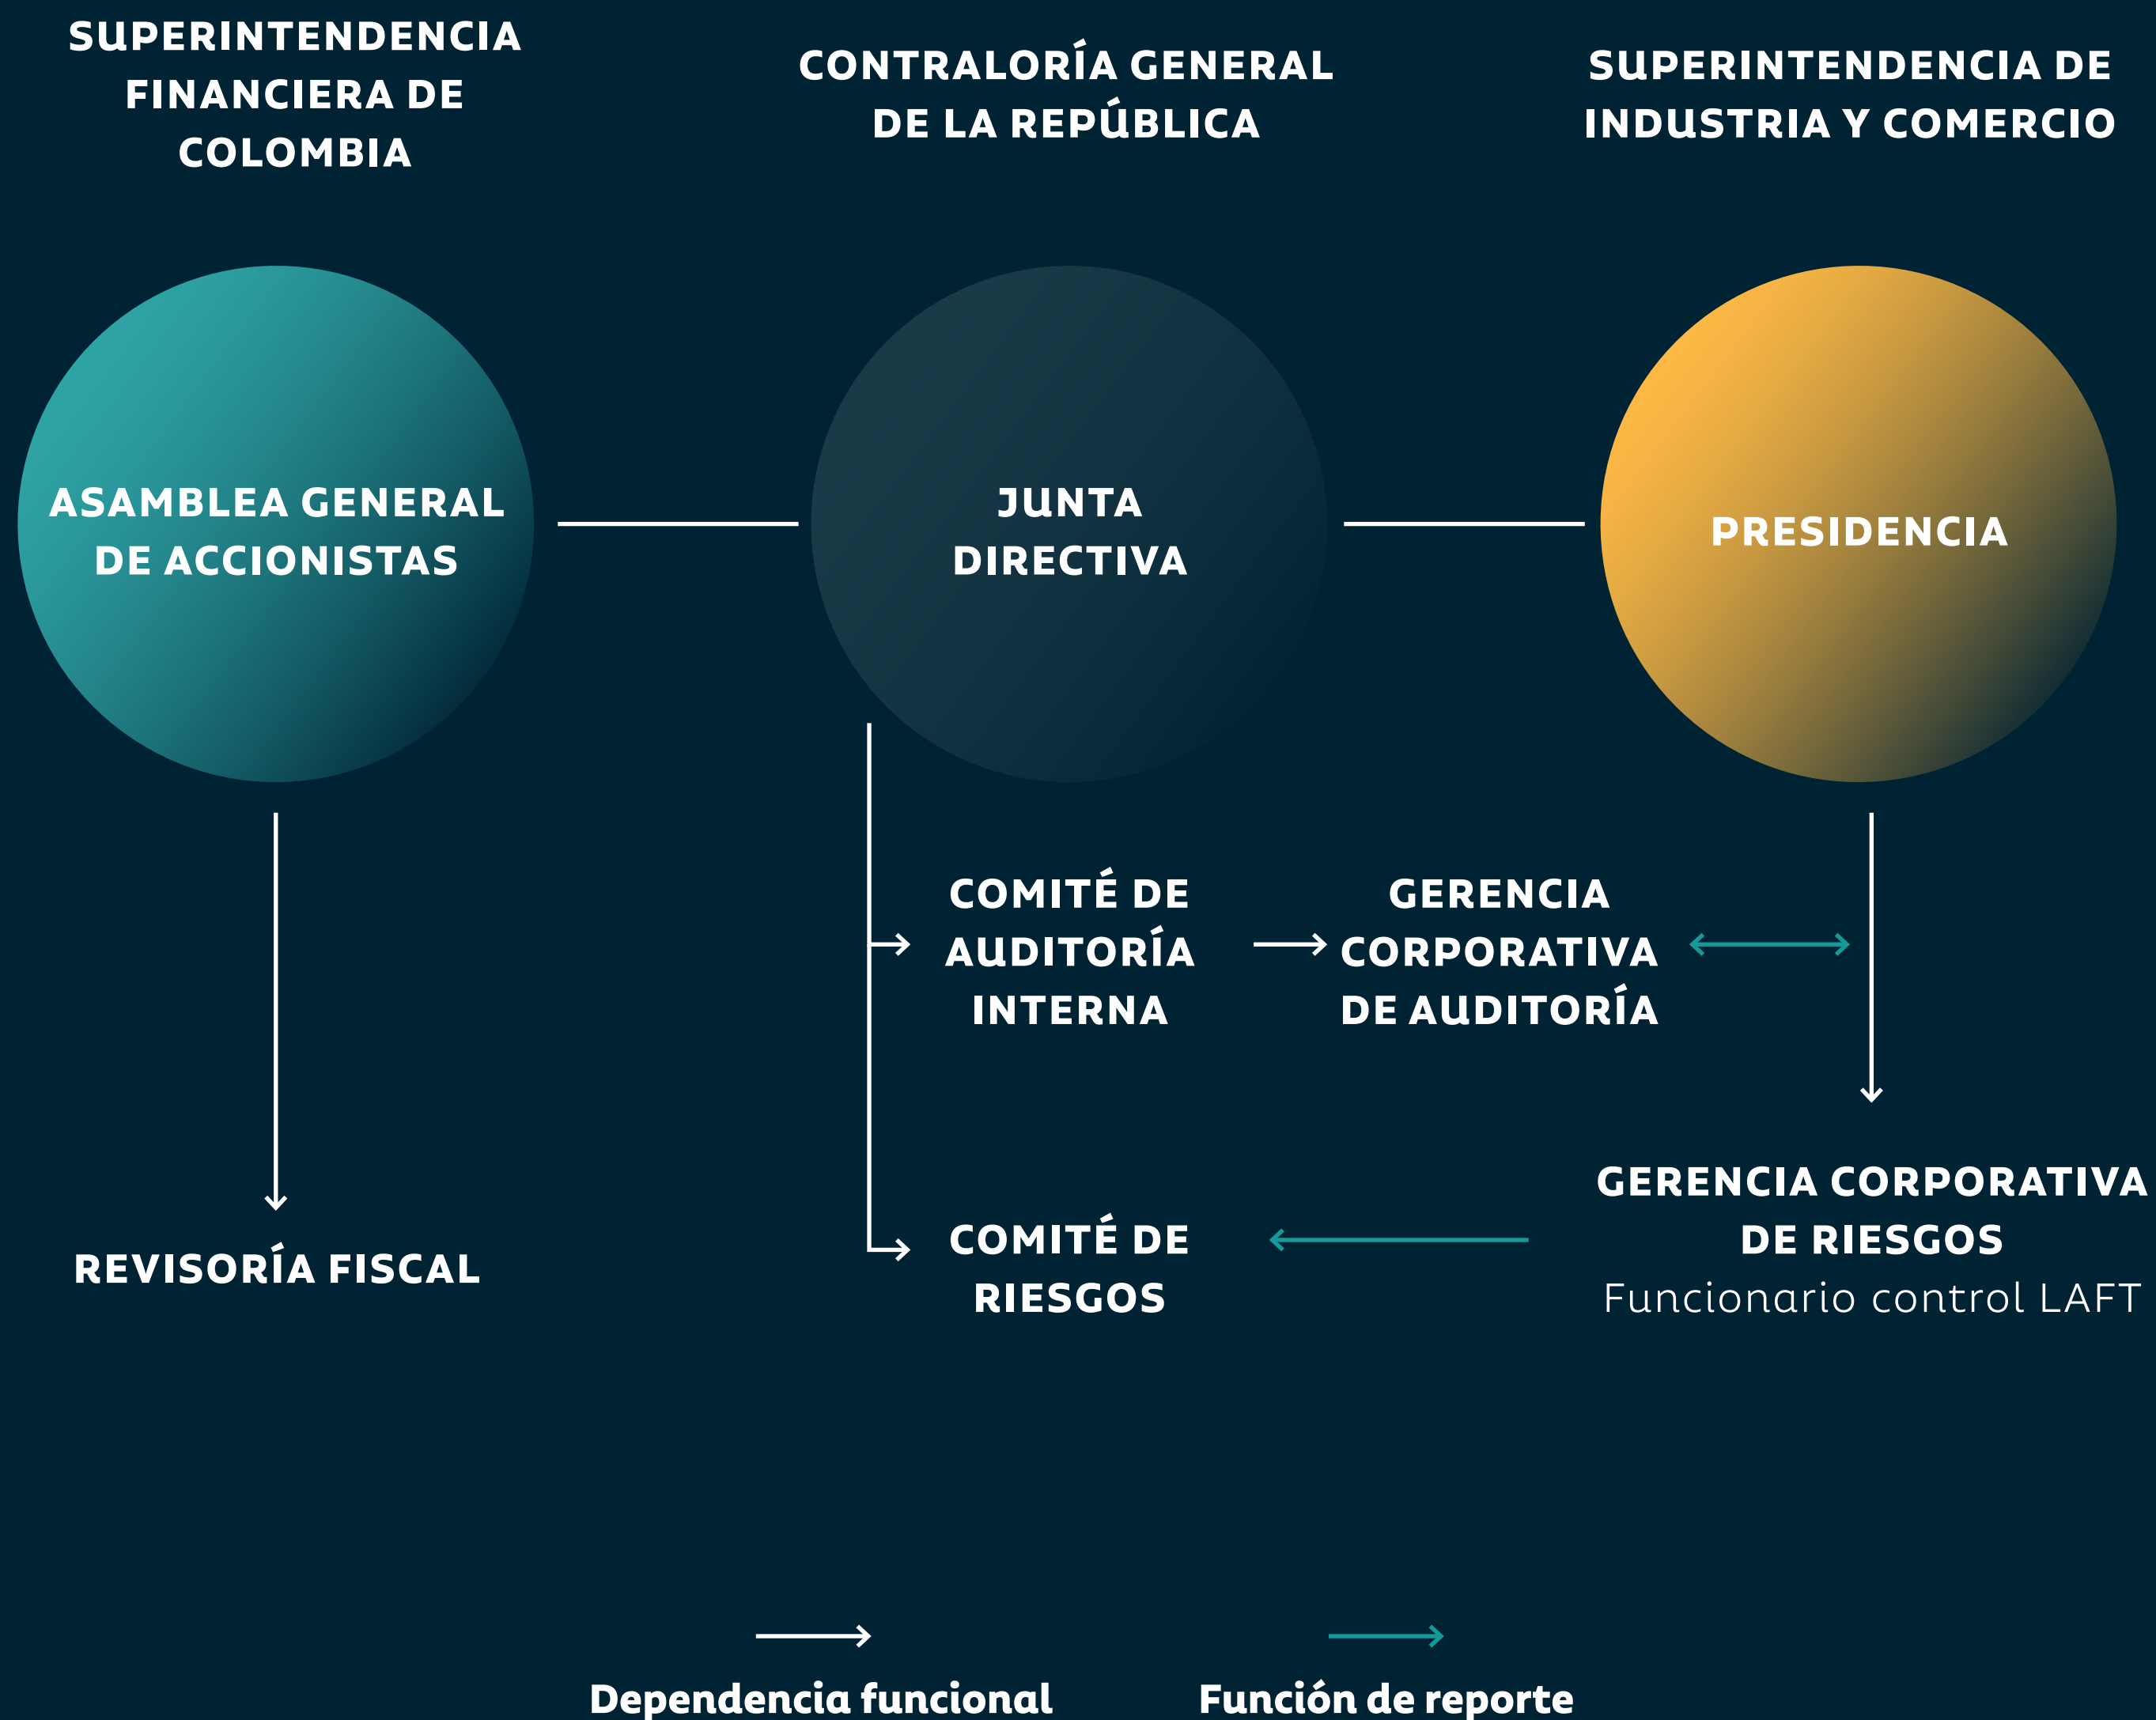 SUPERINTENDENCIA
FINANCIERA DE
COLOMBIA
CONTRALORÍA GENERAL
DE LA REPÚBLICA
SUPERINTENDENCIA DE
INDUSTRIA Y COMERCIO
ASAMBLEA GENERAL
DE ACCIONISTAS
JUNTA
DIRECTIVA
PRESIDENCIA
COMITÉ DE
AUDITORÍA
INTERNA
GERENCIA
CORPORATIVA
DE AUDITORÍA
REVISORÍA FISCAL
COMITÉ DE
RIESGOS
GERENCIA CORPORATIVA
DE RIESGOS
Funcionario control LAFT
Dependencia funcional
Función de reporte